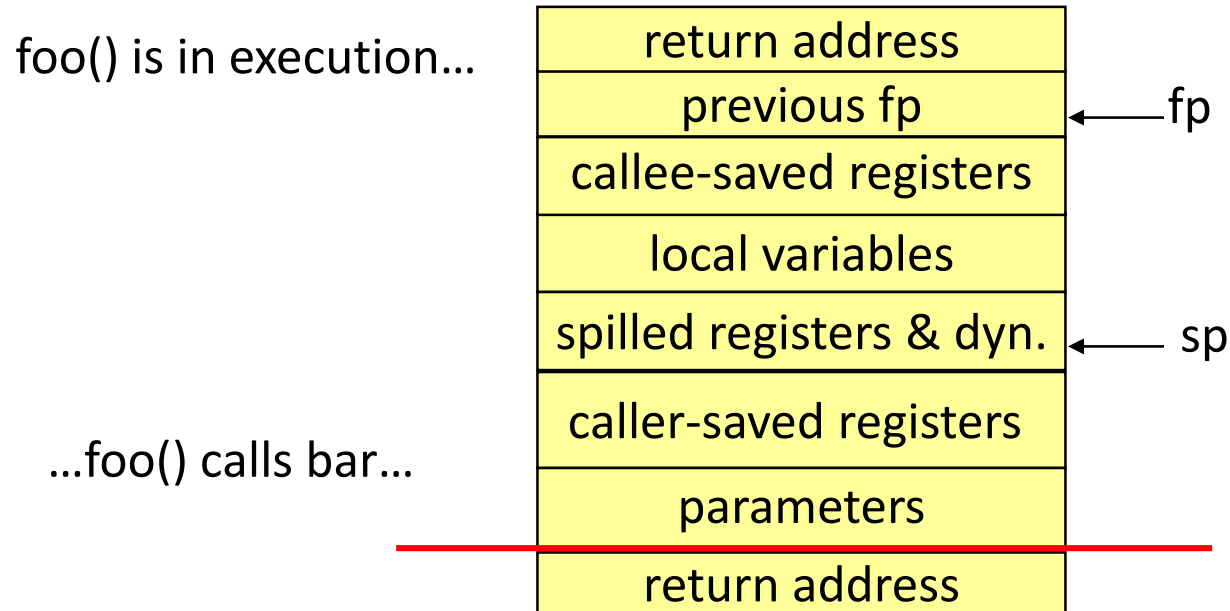 return address
foo() is in execution…
previous fp
fp
callee-saved registers
local variables
spilled registers & dyn.
sp
caller-saved registers
…foo() calls bar…
parameters
return address